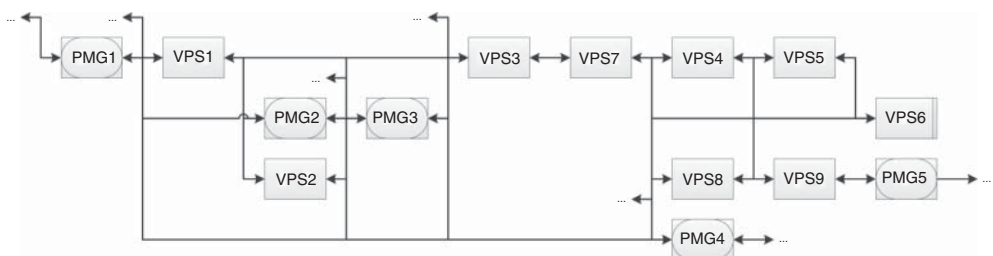 ... ... ...
PMG1 VPS1 VPS3 VPS7 VPS4 VPS5
...
PMG2 PMG3 VPS6
VPS2 VPS8 VPS9 PMG5 ...
...
PMG4 ...